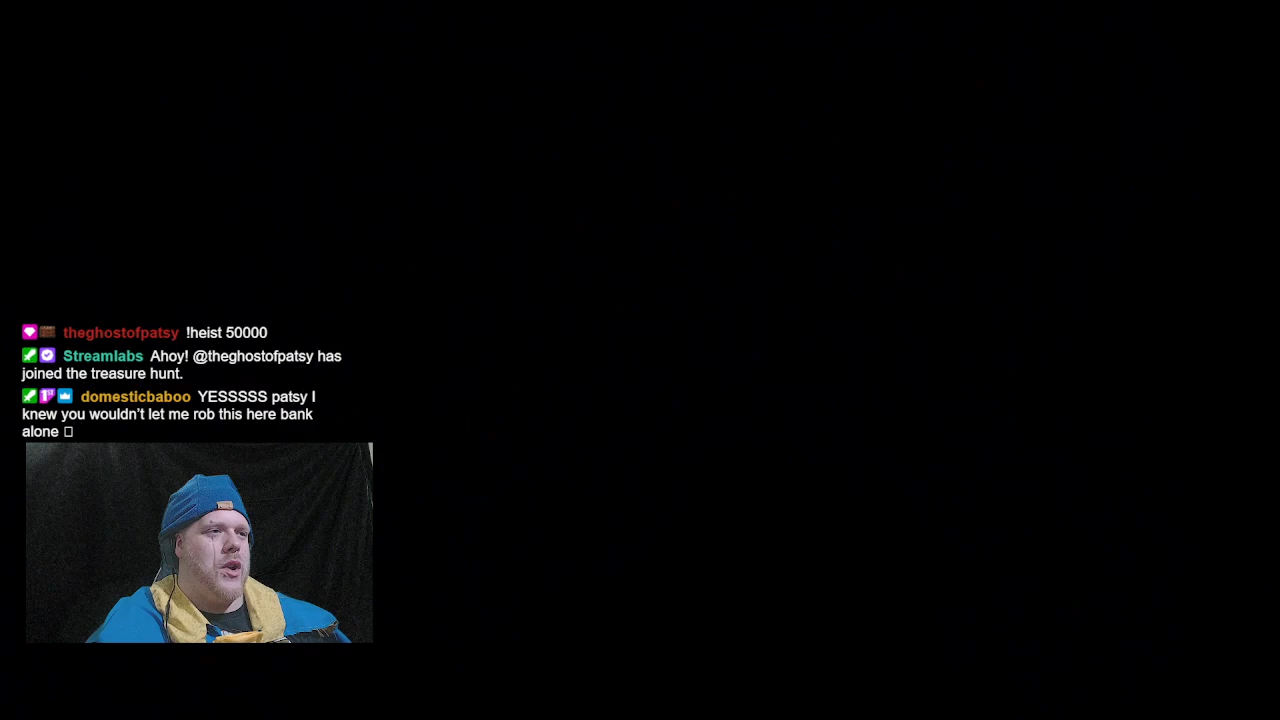 theghostofpatsy !heist 50000
Streamlabs Ahoy! @theghostofpatsy has
joined the treasure hunt.
domesticbaboo YESSSSS patsy I
knew you wouldn't let me rob this here bank
alone